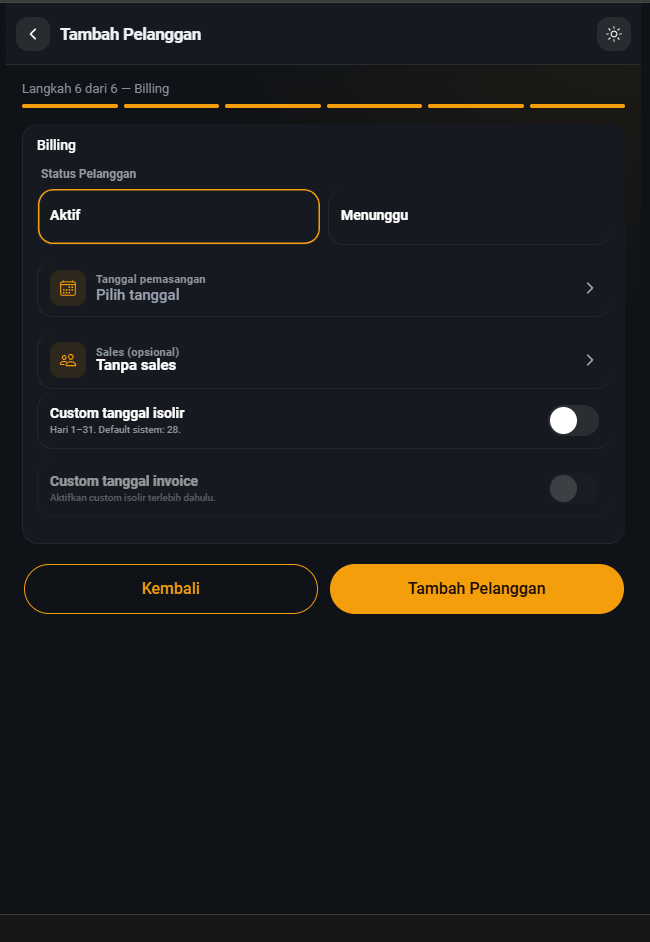 Tambah Pelanggan
Langkah 6 dari 6 — Billing
Billing
Status Pelanggan
Aktif
Menunggu
Tanggal pemasangan
Pilih tanggal
Sales (opsional)
Tanpa sales
Custom tanggal isolir
Hari 1–31. Default sistem: 28.
Custom tanggal invoice
Aktifkan custom isolir terlebih dahulu.
Kembali
Tambah Pelanggan